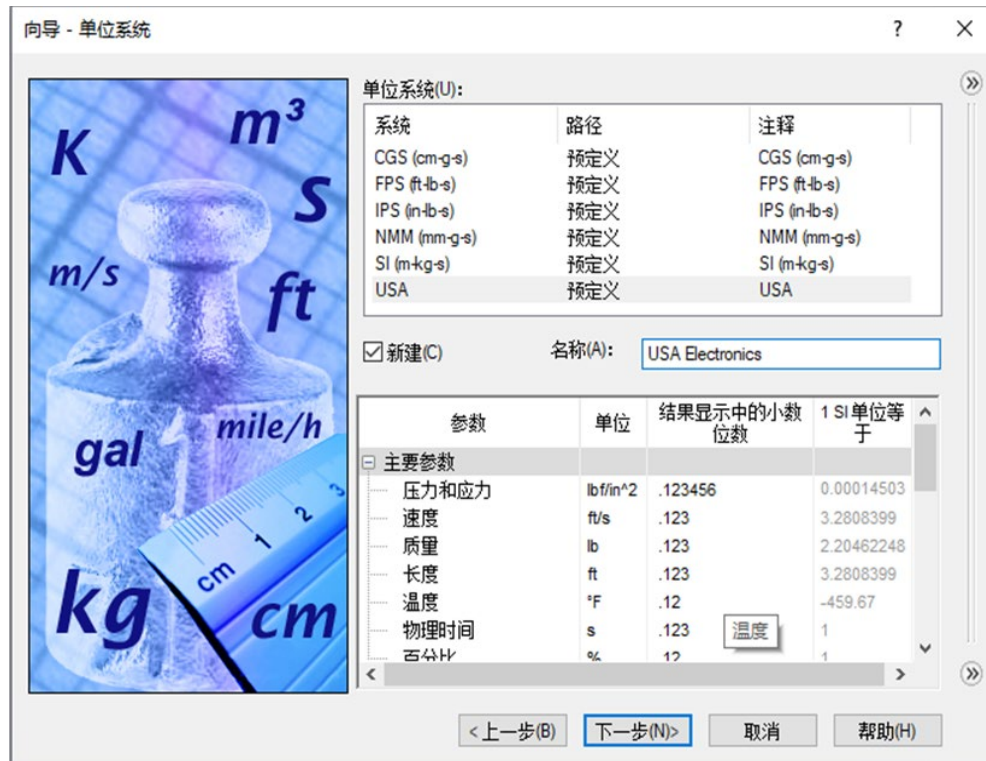 向导 - 单位系统
? ×
K
m³
s
m/s
ft
gal
mile/h
1 2 3
cm
kg
cm
单位系统(U):
系统 路径 注释
CGS (cm-g-s) 预定义 CGS (cm-g-s)
FPS (ft-lb-s) 预定义 FPS (ft-lb-s)
IPS (in-lb-s) 预定义 IPS (in-lb-s)
NMM (mm-g-s) 预定义 NMM (mm-g-s)
SI (m-kg-s) 预定义 SI (m-kg-s)
USA 预定义 USA
新建(C) 名称(A): USA Electronics
参数 单位 结果显示中的小数位数 1 SI单位等于
主要参数
压力和应力 lbf/in^2 .123456 0.00014503
速度 ft/s .123 3.2808399
质量 lb .123 2.20462248
长度 ft .123 3.2808399
温度 °F .12 -459.67
物理时间 s .123 1
温度
百分比 % .12 1
<上一步(B) 下一步(N)> 取消 帮助(H)